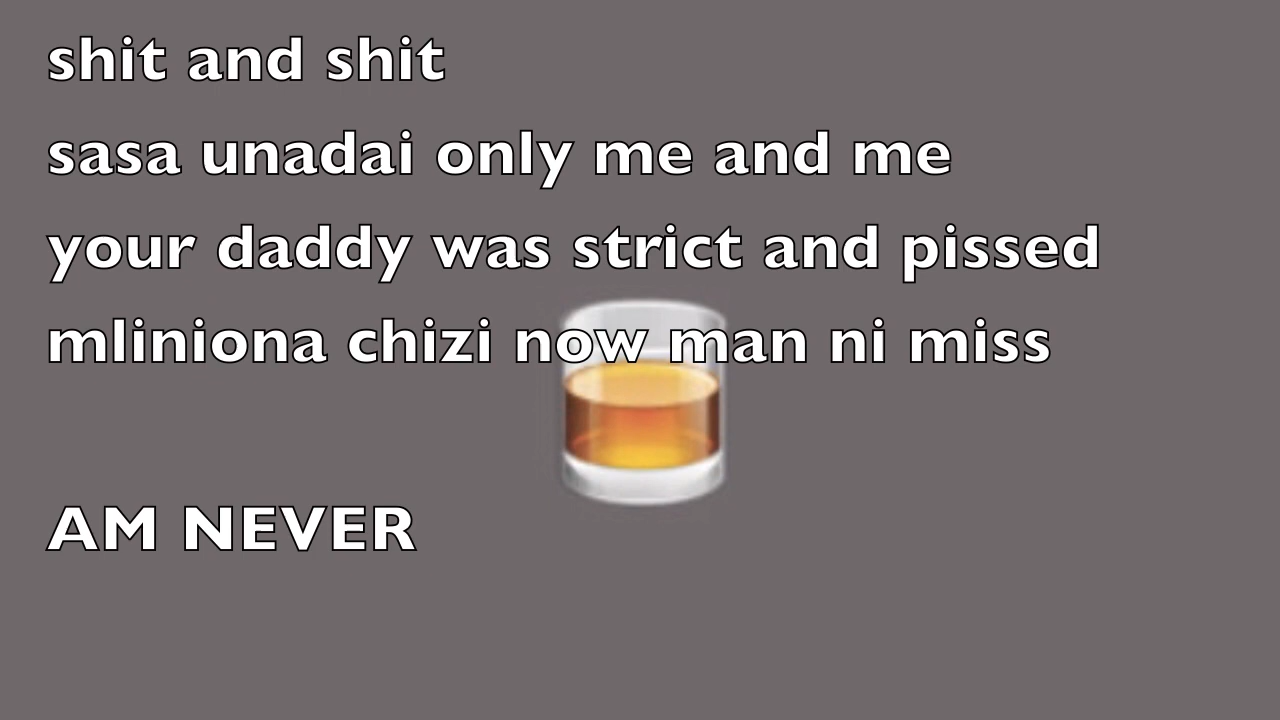 shit and shit
sasa unadai only me and me
your daddy was strict and pissed
mliniona chizi now man ni miss
AM NEVER